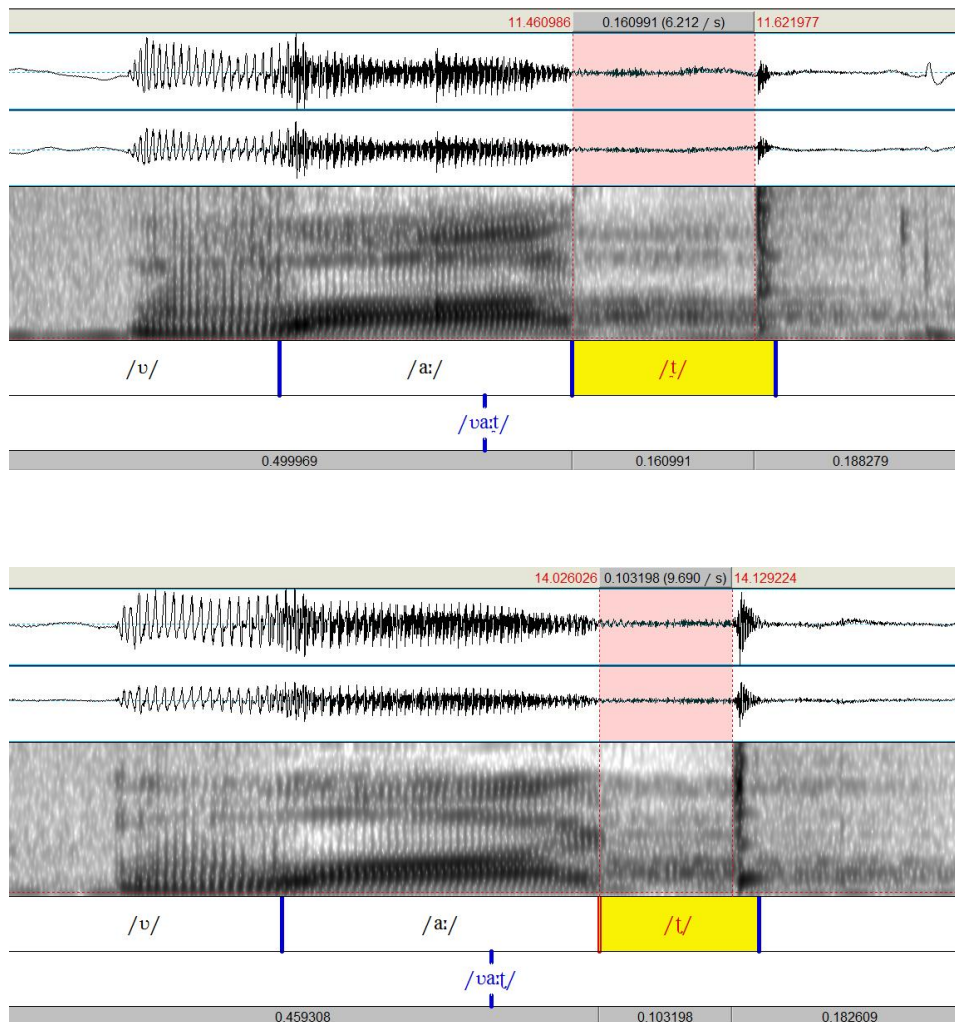 11.460986 0.160991 (6.212 / s) 11.621977
/ʋ/ /aː/ /t̪/
/ʋaːt̪/
0.499969 0.160991 0.188279
14.026026 0.103198 (9.690 / s) 14.129224
/ʋ/ /aː/ /ʈ/
/ʋaːʈ/
0.459308 0.103198 0.182609